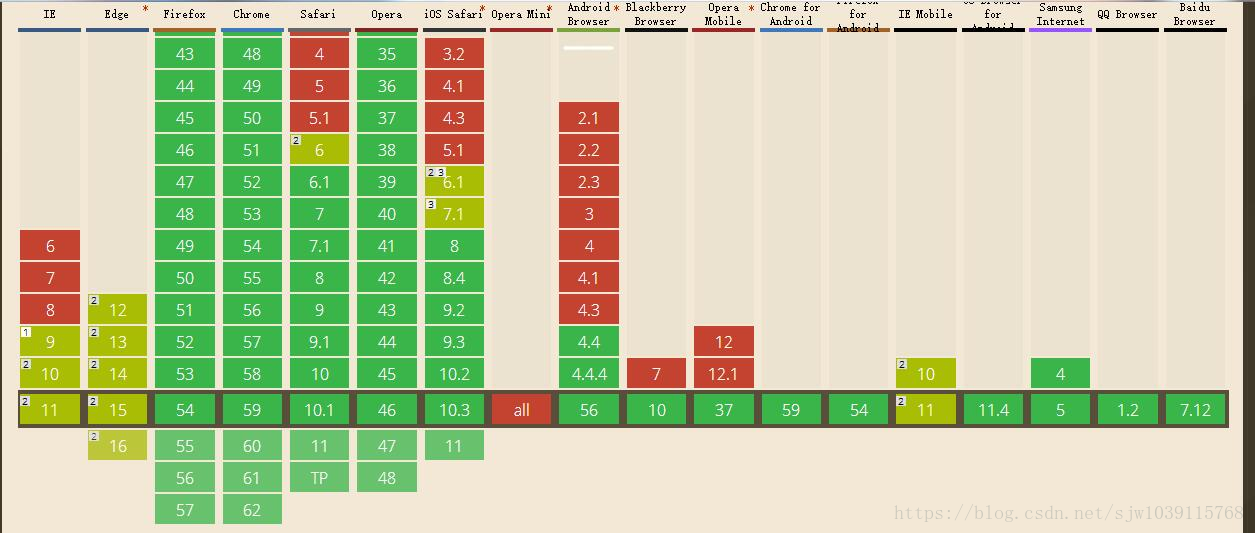 IE Edge * Firefox Chrome Safari Opera iOS Safari * Opera Mini * Android Browser * Blackberry Browser Opera Mobile * Chrome for Android Firefox for Android IE Mobile Browser for Android Samsung Internet QQ Browser Baidu Browser
43 48 4 35 3.2
44 49 5 36 4.1
45 50 5.1 37 4.3 2.1
46 51 2 6 38 5.1 2.2
47 52 6.1 39 2 3 6.1 2.3
48 53 7 40 3 7.1 3
6 49 54 7.1 41 8 4
7 50 55 8 42 8.4 4.1
8 2 12 51 56 9 43 9.2 4.3
1 9 2 13 52 57 9.1 44 9.3 4.4 12
2 10 2 14 53 58 10 45 10.2 4.4.4 7 12.1 2 10 4
2 11 2 15 54 59 10.1 46 10.3 all 56 10 37 59 54 2 11 11.4 5 1.2 7.12
2 16 55 60 11 47 11
56 61 TP 48
57 62
https://blog.csdn.net/sjw1039115768